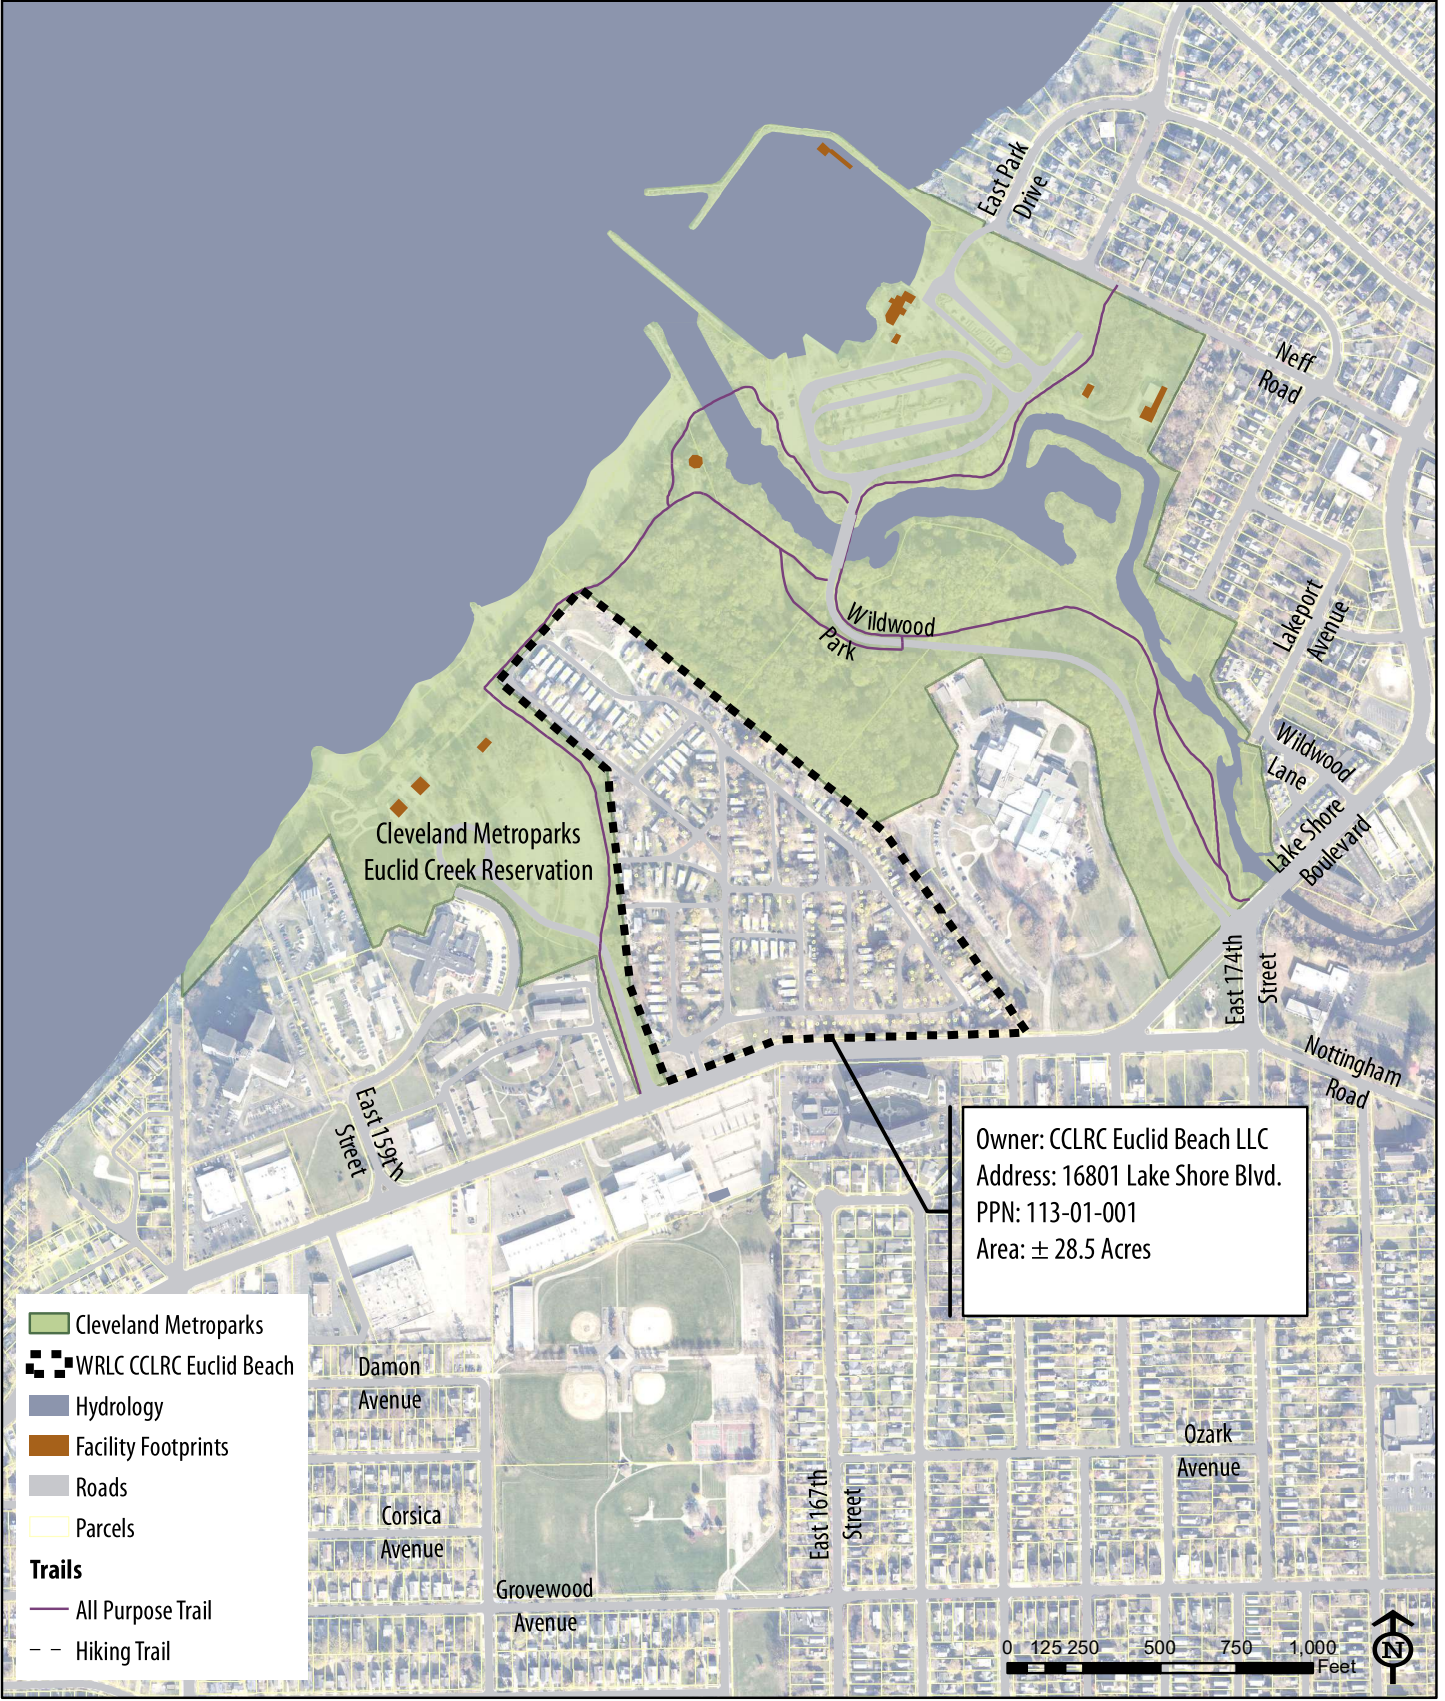 East Park
Drive
Neff
Road
Lakeport
Avenue
Wildwood
Park
Wildwood
Lane
Lake Shore
Boulevard
Cleveland Metroparks
Euclid Creek Reservation
East 174th
Street
Nottingham
Road
East 159th
Street
Owner: CCLRC Euclid Beach LLC
Address: 16801 Lake Shore Blvd.
PPN: 113-01-001
Area: ± 28.5 Acres
Cleveland Metroparks
WRLC CCLRC Euclid Beach
Hydrology
Facility Footprints
Roads
Parcels
Trails
All Purpose Trail
Hiking Trail
Damon
Avenue
Corsica
Avenue
Grovewood
Avenue
East 167th
Street
Ozark
Avenue
0 125 250 500 750 1,000
Feet
N